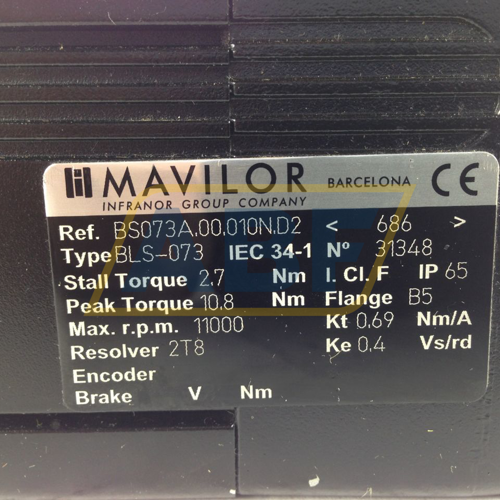 MAVILOR BARCELONA CE
INFRANOR GROUP COMPANY
Ref. BS073A.00.010N.D2 < 686 >
Type BLS-073 IEC 34-1 Nº 31348
Stall Torque 2.7 Nm I. Cl. F IP 65
Peak Torque 10.8 Nm Flange B5
Max. r.p.m. 11000 Kt 0.69 Nm/A
Resolver 2T8 Ke 0.4 Vs/rd
Encoder
Brake V Nm